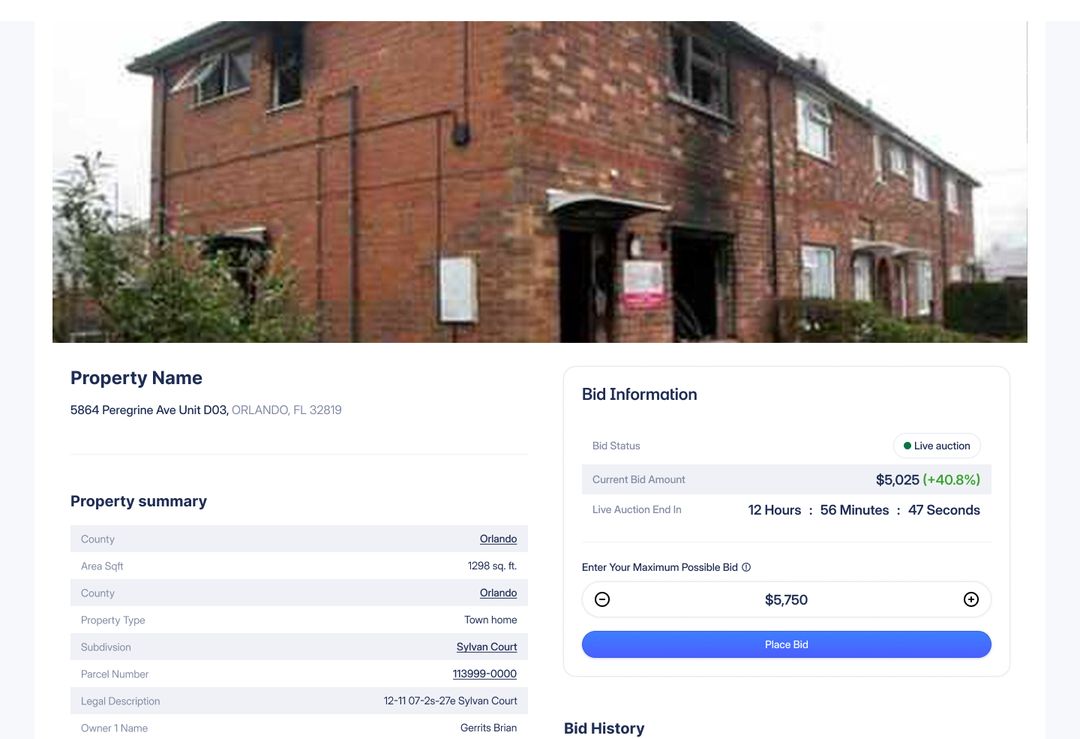 Property Name
5864 Peregrine Ave Unit D03, ORLANDO, FL 32819
Property summary
County Orlando
Area Sqft 1298 sq. ft.
County Orlando
Property Type Town home
Subdivsion Sylvan Court
Parcel Number 113999-0000
Legal Description 12-11 07-2s-27e Sylvan Court
Owner 1 Name Gerrits Brian
Bid Information
Bid Status Live auction
Current Bid Amount $5,025 (+40.8%)
Live Auction End In 12 Hours : 56 Minutes : 47 Seconds
Enter Your Maximum Possible Bid
$5,750
Place Bid
Bid History